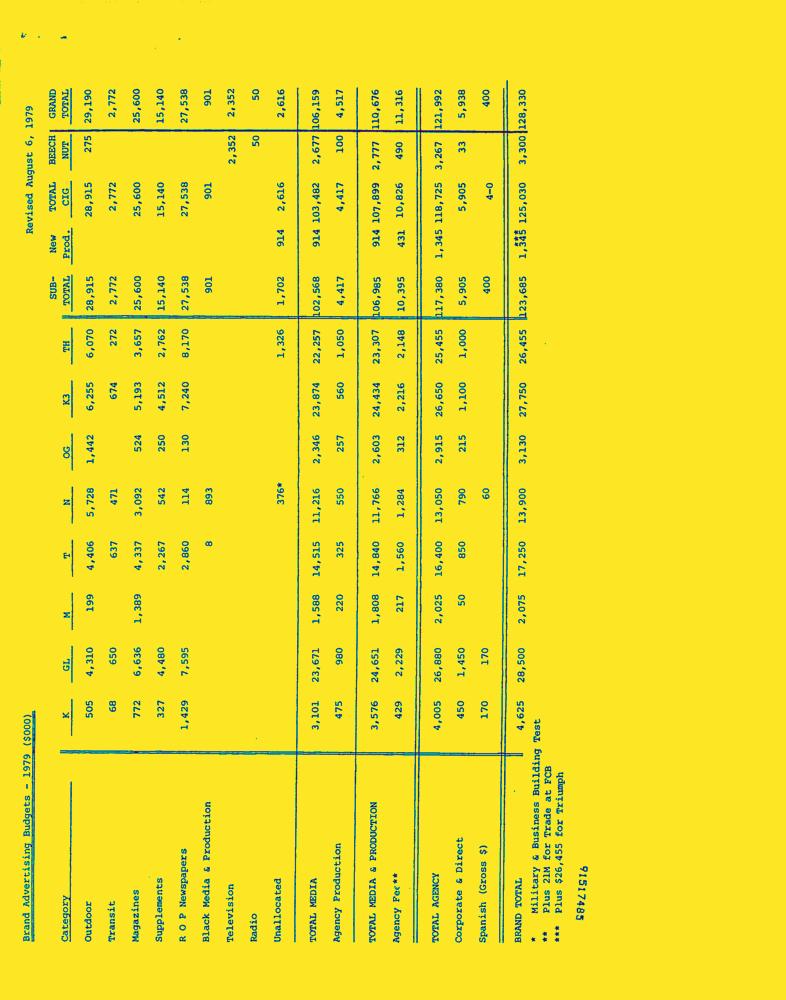 Revised August 6, 1979
Brand Advertising Budgets - 1979 ($000)
SUB- New TOTAL BEECH GRAND
Category K GL M T N OG K3 TH TOTAL Prod. CIG NUT TOTAL
Outdoor 505 4,310 199 4,406 5,728 1,442 6,255 6,070 28,915 28,915 275 29,190
Transit 68 650 637 471 674 272 2,772 2,772 2,772
Magazines 772 6,636 1,389 4,337 3,092 524 5,193 3,657 25,600 25,600 25,600
Supplements 327 4,480 2,267 542 250 4,512 2,762 15,140 15,140 15,140
R O P Newspapers 1,429 7,595 2,860 114 130 7,240 8,170 27,538 27,538 27,538
Black Media & Production 8 893 901 901 901
Television 2,352 2,352
Radio 50 50
Unallocated 376* 1,326 1,702 914 2,616 2,616
TOTAL MEDIA 3,101 23,671 1,588 14,515 11,216 2,346 23,874 22,257 102,568 914 103,482 2,677 106,159
Agency Production 475 980 220 325 550 257 560 1,050 4,417 4,417 100 4,517
TOTAL MEDIA & PRODUCTION 3,576 24,651 1,808 14,840 11,766 2,603 24,434 23,307 106,985 914 107,899 2,777 110,676
Agency Fee** 429 2,229 217 1,560 1,284 312 2,216 2,148 10,395 431 10,826 490 11,316
TOTAL AGENCY 4,005 26,880 2,025 16,400 13,050 2,915 26,650 25,455 117,380 1,345 118,725 3,267 121,992
Corporate & Direct 450 1,450 50 850 790 215 1,100 1,000 5,905 5,905 33 5,938
Spanish (Gross $) 170 170 60 400 4-0 400
BRAND TOTAL 4,625 28,500 2,075 17,250 13,900 3,130 27,750 26,455 123,685 1,345*** 125,030 3,300 128,330
* Military & Business Building Test
** Plus 21M for Trade at FCB
*** Plus $26,455 for Triumph
91517485